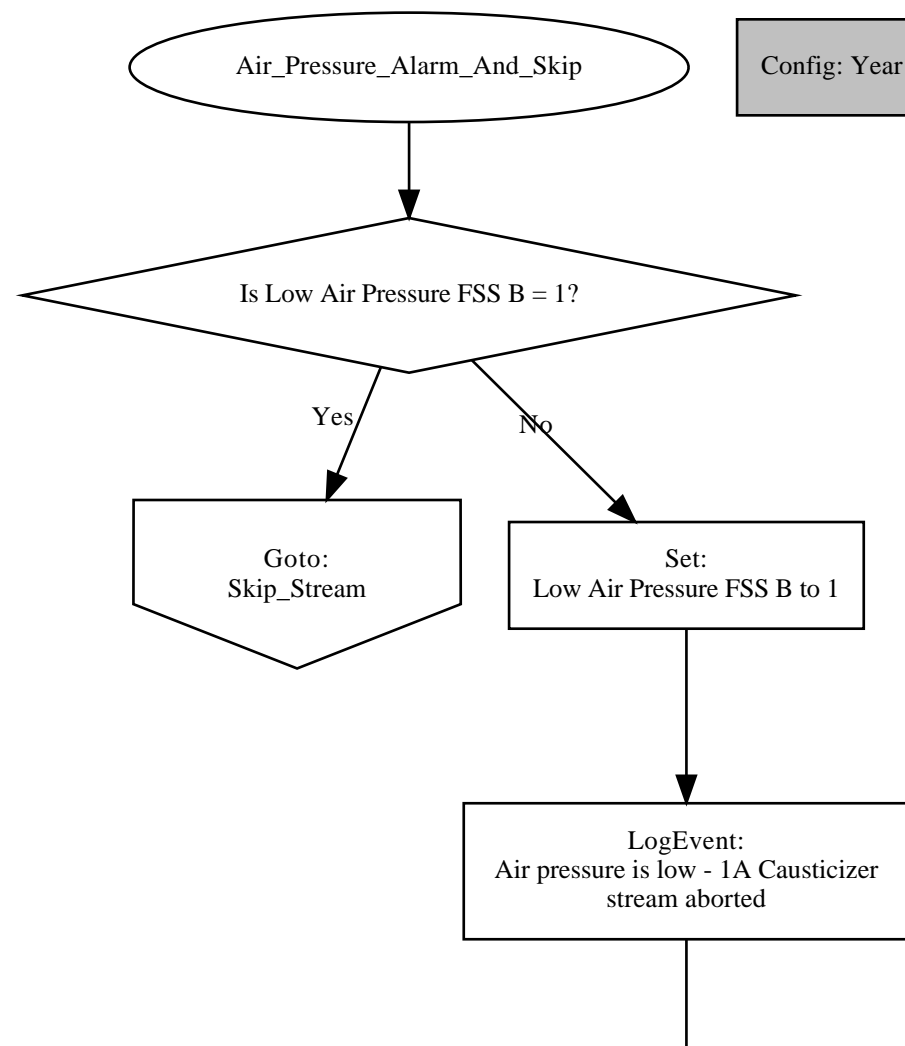 Air_Pressure_Alarm_And_Skip
Config: Year
Is Low Air Pressure FSS B = 1?
Yes
No
Goto:
Skip_Stream
Set:
Low Air Pressure FSS B to 1
LogEvent:
Air pressure is low - 1A Causticizer
stream aborted